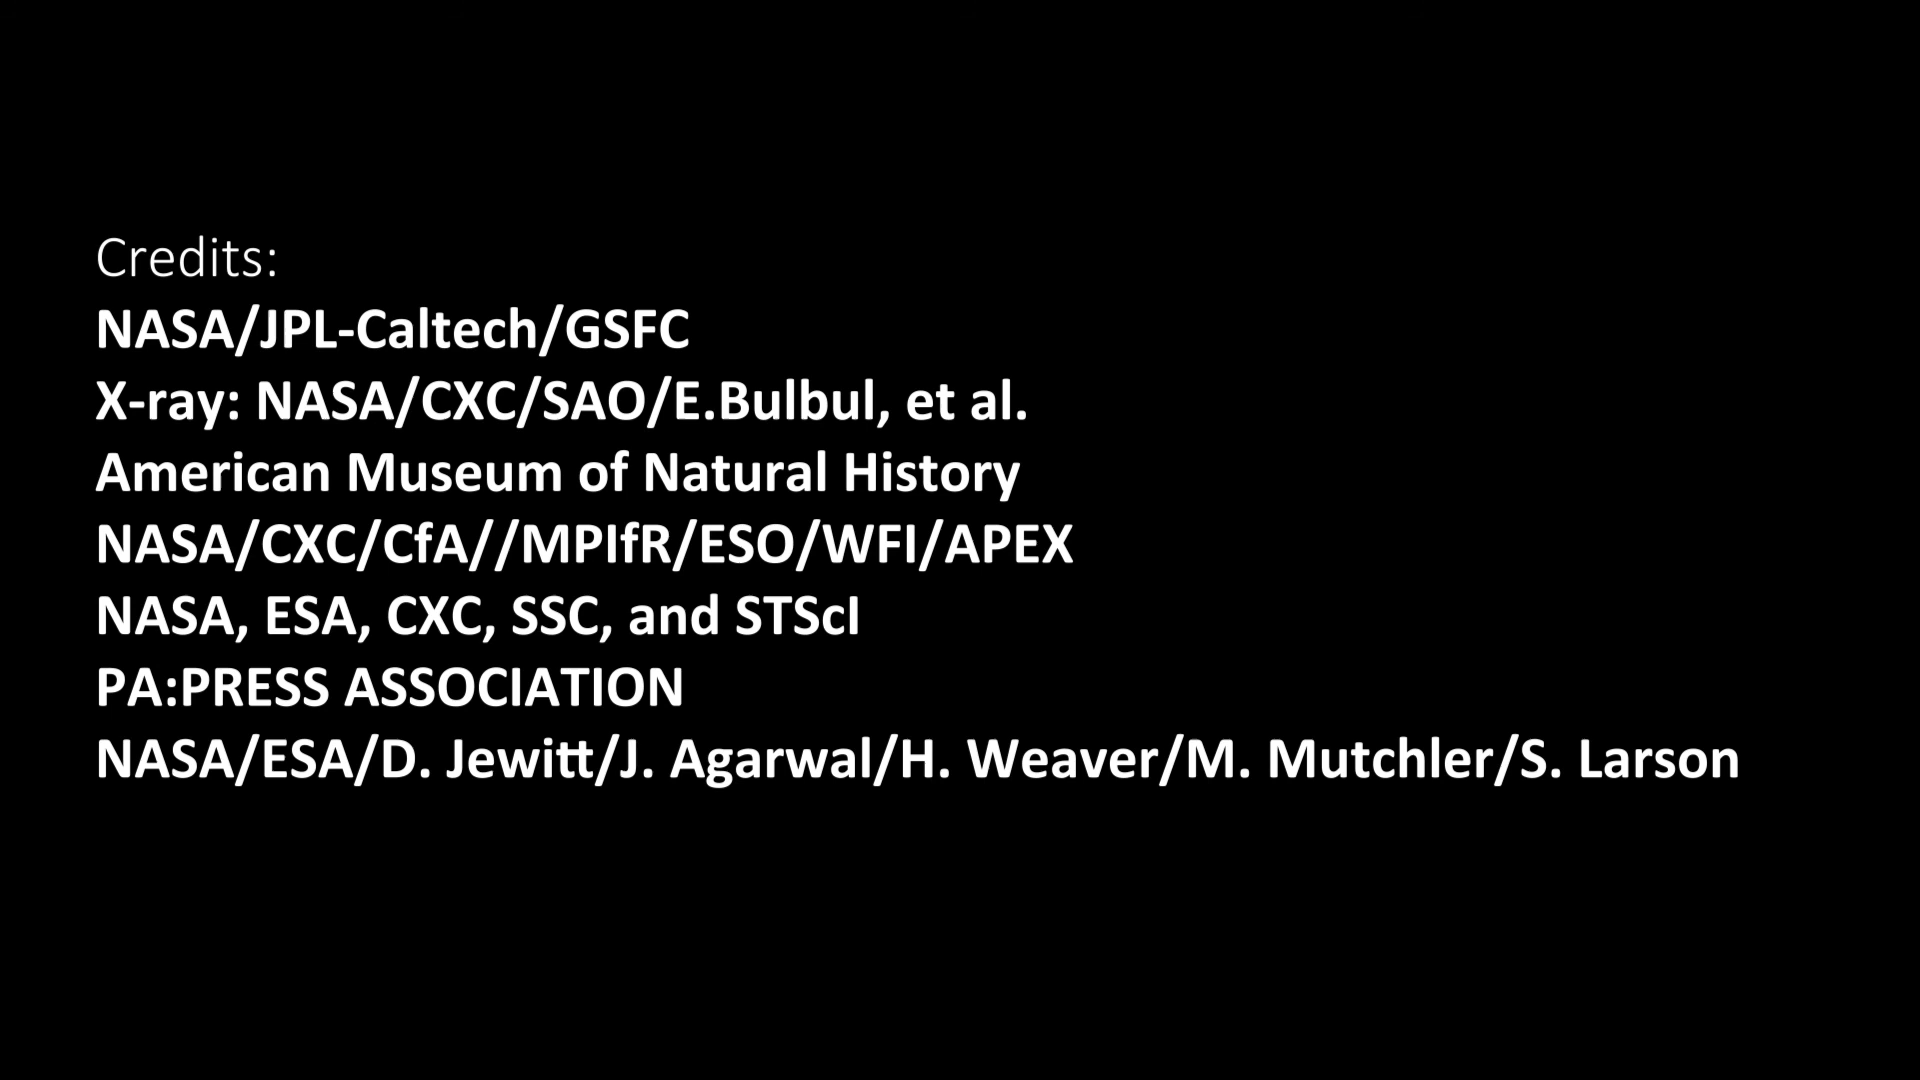 Credits:
NASA/JPL-Caltech/GSFC
X-ray: NASA/CXC/SAO/E.Bulbul, et al.
American Museum of Natural History
NASA/CXC/CfA//MPIfR/ESO/WFI/APEX
NASA, ESA, CXC, SSC, and STScI
PA:PRESS ASSOCIATION
NASA/ESA/D. Jewitt/J. Agarwal/H. Weaver/M. Mutchler/S. Larson